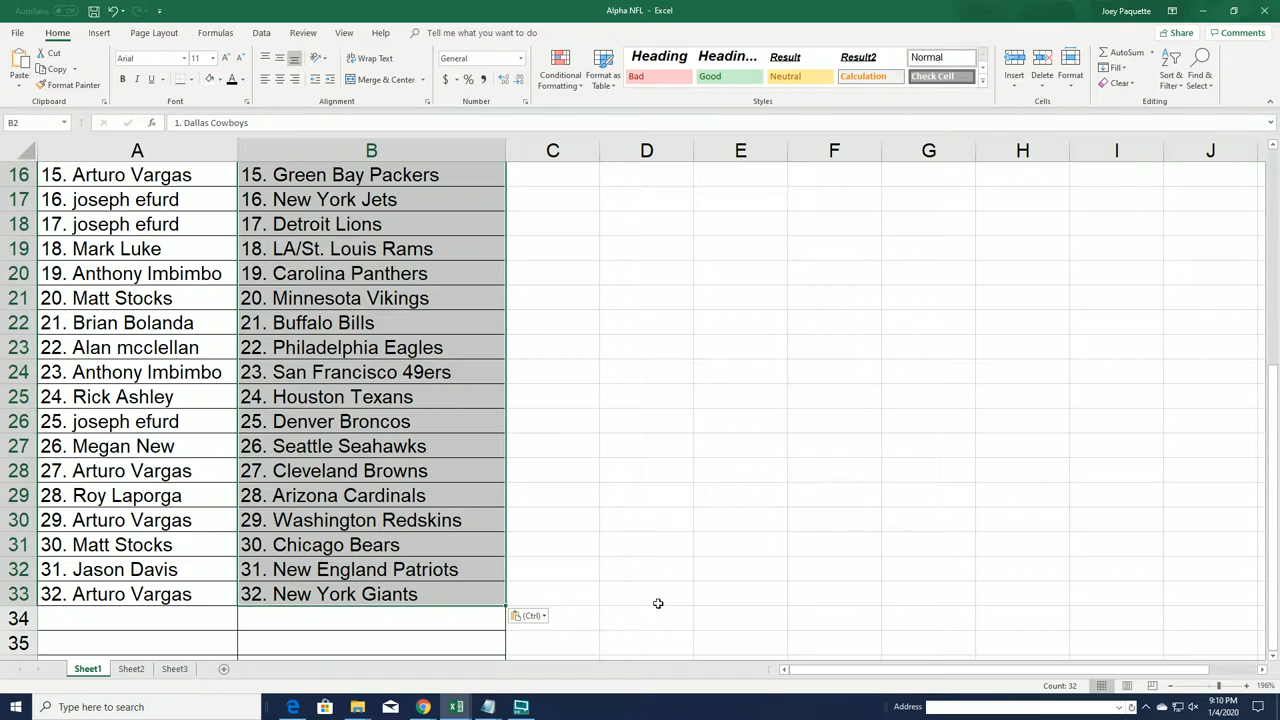 AutoSave Off
Alpha NFL - Excel
Joey Paquette
File Home Insert Page Layout Formulas Data Review View Help Tell me what you want to do Share Comments
Paste Cut Copy Format Painter
Clipboard
Arial 11
B I U
Font
Wrap Text
Merge & Center
Alignment
General
$ % 9
Number
Conditional Formatting Format as Table
Heading Headin... Result Result2 Normal
Bad Good Neutral Calculation Check Cell
Styles
Insert Delete Format
Cells
AutoSum
Fill
Clear
Sort & Filter Find & Select
Editing
B2 fx 1. Dallas Cowboys
A B C D E F G H I J
16 15. Arturo Vargas 15. Green Bay Packers
17 16. joseph efurd 16. New York Jets
18 17. joseph efurd 17. Detroit Lions
19 18. Mark Luke 18. LA/St. Louis Rams
20 19. Anthony Imbimbo 19. Carolina Panthers
21 20. Matt Stocks 20. Minnesota Vikings
22 21. Brian Bolanda 21. Buffalo Bills
23 22. Alan mcclellan 22. Philadelphia Eagles
24 23. Anthony Imbimbo 23. San Francisco 49ers
25 24. Rick Ashley 24. Houston Texans
26 25. joseph efurd 25. Denver Broncos
27 26. Megan New 26. Seattle Seahawks
28 27. Arturo Vargas 27. Cleveland Browns
29 28. Roy Laporga 28. Arizona Cardinals
30 29. Arturo Vargas 29. Washington Redskins
31 30. Matt Stocks 30. Chicago Bears
32 31. Jason Davis 31. New England Patriots
33 32. Arturo Vargas 32. New York Giants
34 (Ctrl)
35
Sheet1 Sheet2 Sheet3
Count: 32 196%
Type here to search
Address
9:10 PM
1/4/2020